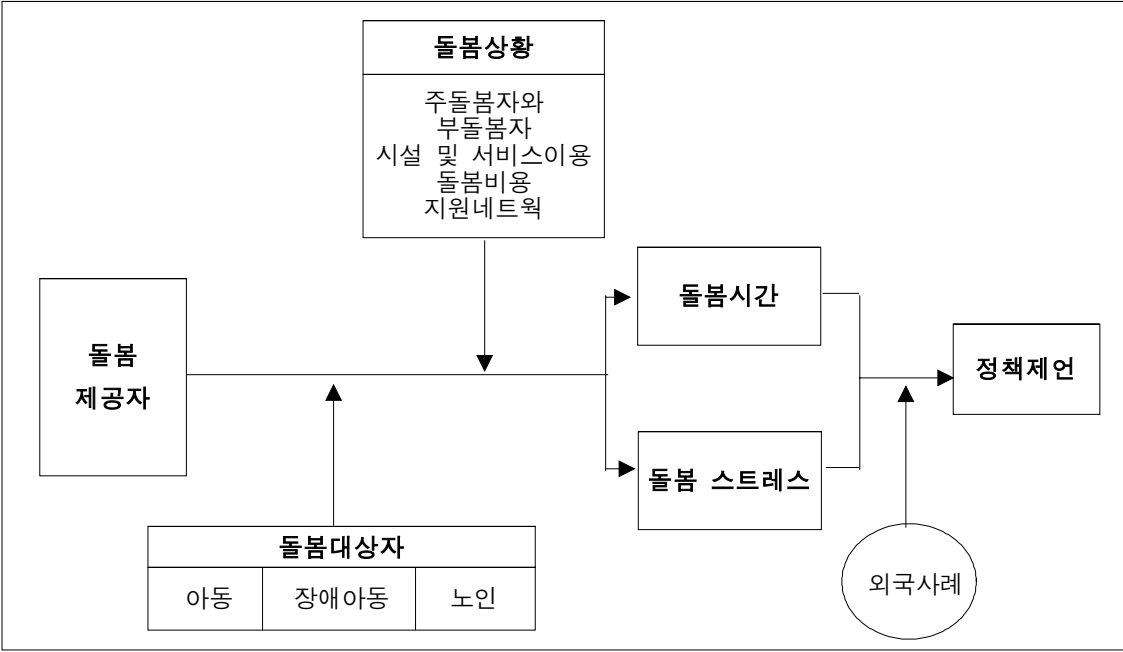 돌봄상황
주돌봄자와
부돌봄자
시설 및 서비스이용
돌봄비용
지원네트웍
돌봄
제공자
돌봄시간
돌봄 스트레스
정책제언
돌봄대상자
아동
장애아동
노인
외국사례